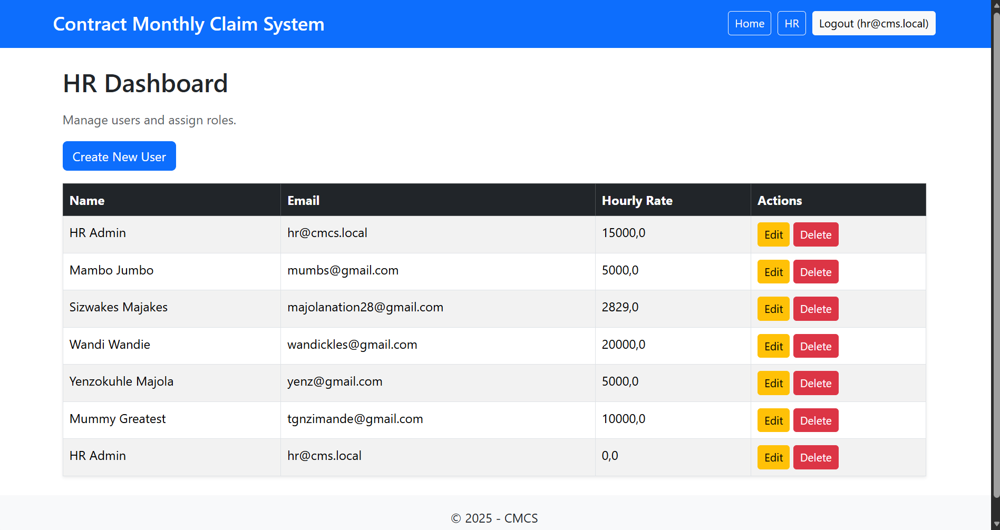 Contract Monthly Claim System Home HR Logout (hr@cms.local)
HR Dashboard
Manage users and assign roles.
Create New User
Name Email Hourly Rate Actions
HR Admin hr@cmcs.local 15000,0 Edit Delete
Mambo Jumbo mumbs@gmail.com 5000,0 Edit Delete
Sizwakes Majakes majolanation28@gmail.com 2829,0 Edit Delete
Wandi Wandie wandickles@gmail.com 20000,0 Edit Delete
Yenzokuhle Majola yenz@gmail.com 5000,0 Edit Delete
Mummy Greatest tgnzimande@gmail.com 10000,0 Edit Delete
HR Admin hr@cms.local 0,0 Edit Delete
© 2025 - CMCS